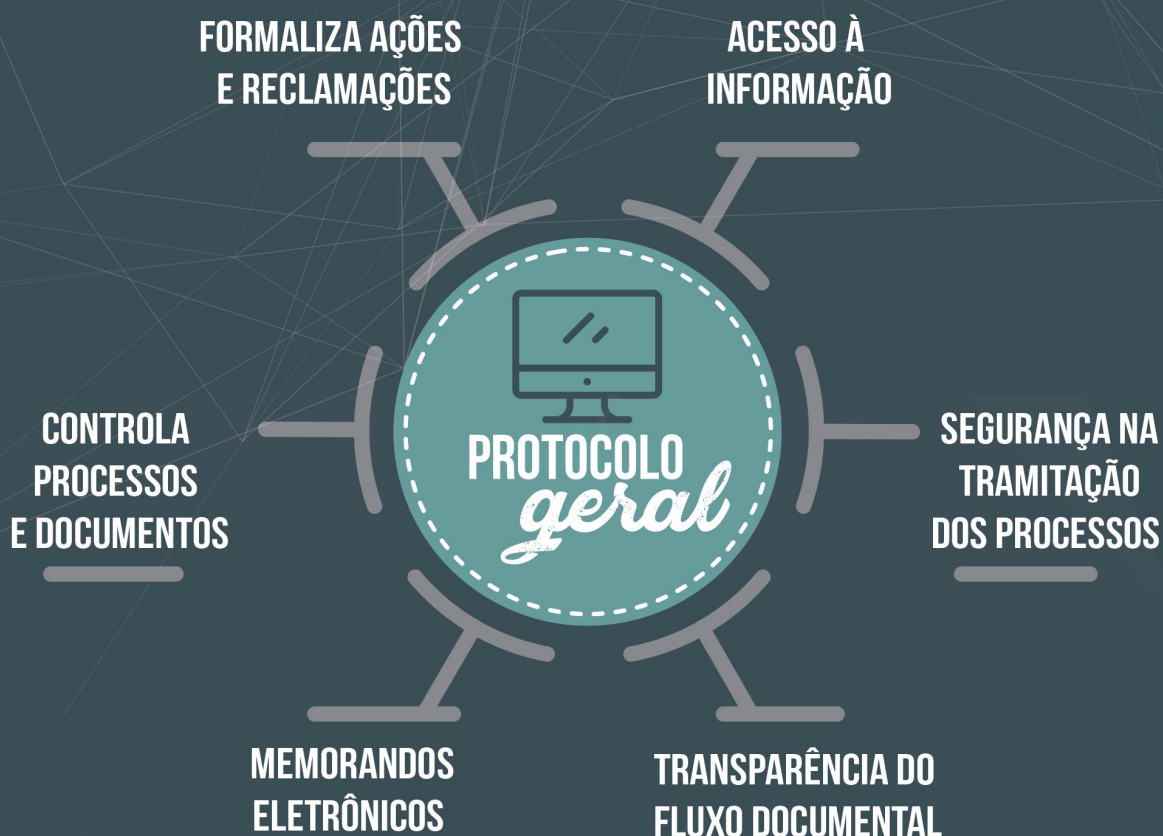 FORMALIZA AÇÕES
E RECLAMAÇÕES
ACESSO À
INFORMAÇÃO
CONTROLA
PROCESSOS
E DOCUMENTOS
PROTOCOLO
geral
SEGURANÇA NA
TRAMITAÇÃO
DOS PROCESSOS
MEMORANDOS
ELETRÔNICOS
TRANSPARÊNCIA DO
FLUXO DOCUMENTAL